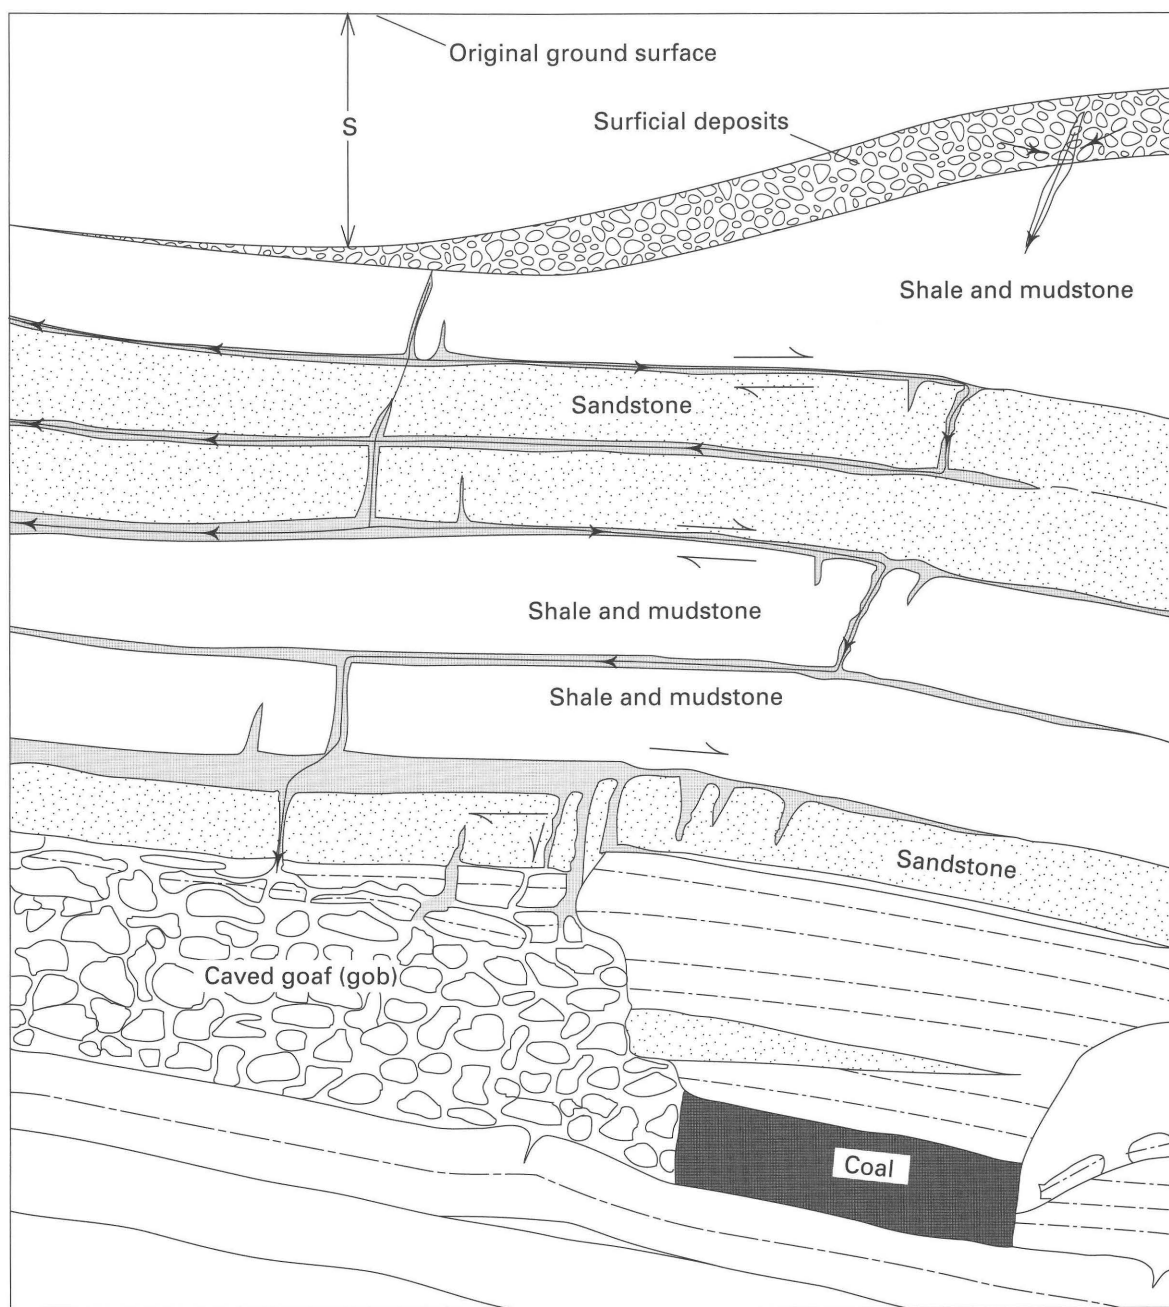 Original ground surface
S
Surficial deposits
Shale and mudstone
Sandstone
Shale and mudstone
Shale and mudstone
Sandstone
Caved goaf (gob)
Coal